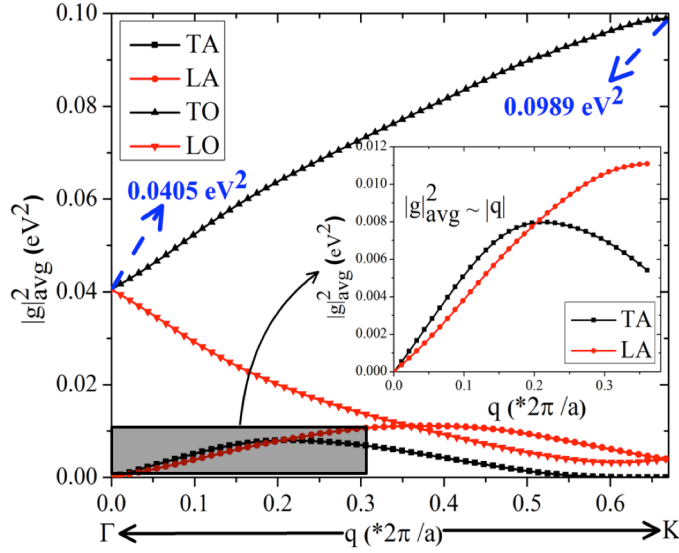 0.10
0.08
0.06
0.04
0.02
0.00
|g|²avg (eV²)
TA
LA
TO
LO
0.0405 eV²
0.0989 eV²
0.012
0.010
0.008
0.006
0.004
0.002
0.000
|g|²avg (eV²)
|g|²avg ~ |q|
TA
LA
0.0 0.1 0.2 0.3
q (*2π /a)
0.0 0.1 0.2 0.3 0.4 0.5 0.6
Γ q (*2π /a) K